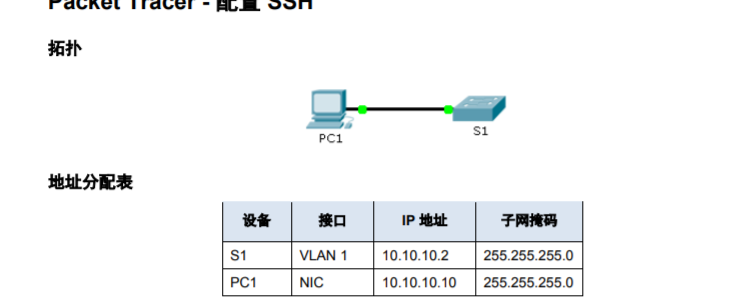 Packet Tracer - 配置 SSH
拓扑
PC1
S1
地址分配表
设备 接口 IP 地址 子网掩码
S1 VLAN 1 10.10.10.2 255.255.255.0
PC1 NIC 10.10.10.10 255.255.255.0